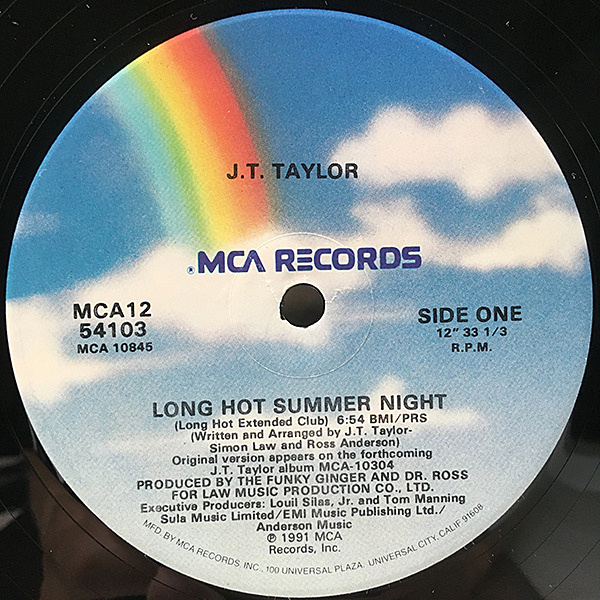 J.T. TAYLOR
®MCA RECORDS
MCA12
54103
MCA 10845
SIDE ONE
12" 33 1/3
R.P.M.
LONG HOT SUMMER NIGHT
(Long Hot Extended Club) 6:54 BMI/PRS
(Written and Arranged by J.T. Taylor-
Simon Law and Ross Anderson)
Original version appears on the forthcoming
J.T. Taylor album MCA-10304
PRODUCED BY THE FUNKY GINGER AND DR. ROSS
FOR LAW MUSIC PRODUCTION CO., LTD.
Executive Producers: Louil Silas, Jr. and Tom Manning
Sula Music Limited/EMI Music Publishing Ltd./
Anderson Music
℗ 1991 MCA
Records, Inc.
MFD. BY MCA RECORDS INC., 100 UNIVERSAL PLAZA, UNIVERSAL CITY, CALIF. 91608